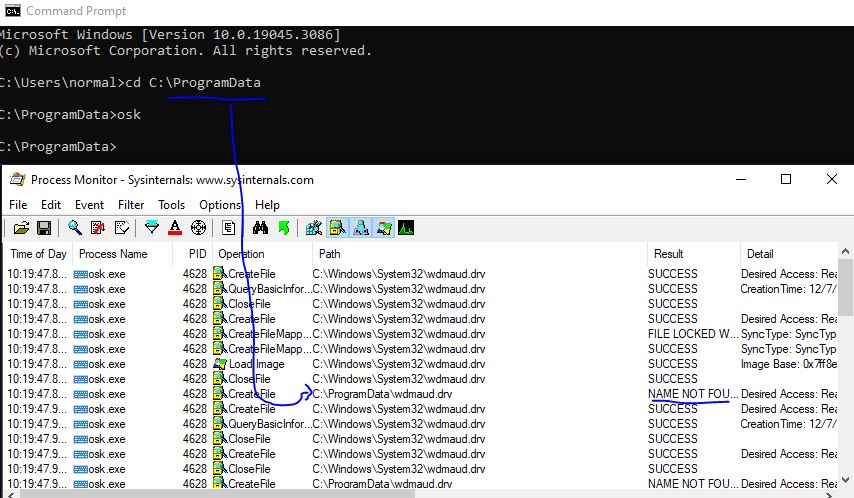 Command Prompt
Microsoft Windows [Version 10.0.19045.3086]
(c) Microsoft Corporation. All rights reserved.
C:\Users\normal>cd C:\ProgramData
C:\ProgramData>osk
C:\ProgramData>
Process Monitor - Sysinternals: www.sysinternals.com
File Edit Event Filter Tools Options Help
Time of Day Process Name PID Operation Path Result Detail
10:19:47.8... osk.exe 4628 CreateFile C:\Windows\System32\wdmaud.drv SUCCESS Desired Access: Rea
10:19:47.8... osk.exe 4628 QueryBasicInfor... C:\Windows\System32\wdmaud.drv SUCCESS CreationTime: 12/7/
10:19:47.8... osk.exe 4628 CloseFile C:\Windows\System32\wdmaud.drv SUCCESS
10:19:47.8... osk.exe 4628 CreateFile C:\Windows\System32\wdmaud.drv SUCCESS Desired Access: Rea
10:19:47.8... osk.exe 4628 CreateFileMapp... C:\Windows\System32\wdmaud.drv FILE LOCKED W... SyncType: SyncTyp
10:19:47.8... osk.exe 4628 CreateFileMapp... C:\Windows\System32\wdmaud.drv SUCCESS SyncType: SyncTyp
10:19:47.8... osk.exe 4628 Load Image C:\Windows\System32\wdmaud.drv SUCCESS Image Base: 0x7ff8e
10:19:47.8... osk.exe 4628 CloseFile C:\Windows\System32\wdmaud.drv SUCCESS
10:19:47.9... osk.exe 4628 CreateFile C:\ProgramData\wdmaud.drv NAME NOT FOU... Desired Access: Rea
10:19:47.9... osk.exe 4628 CreateFile C:\Windows\System32\wdmaud.drv SUCCESS Desired Access: Rea
10:19:47.9... osk.exe 4628 QueryBasicInfor... C:\Windows\System32\wdmaud.drv SUCCESS CreationTime: 12/7/
10:19:47.9... osk.exe 4628 CloseFile C:\Windows\System32\wdmaud.drv SUCCESS
10:19:47.9... osk.exe 4628 CreateFile C:\Windows\System32\wdmaud.drv SUCCESS Desired Access: Rea
10:19:47.9... osk.exe 4628 CloseFile C:\Windows\System32\wdmaud.drv SUCCESS
10:19:47.9... osk.exe 4628 CreateFile C:\ProgramData\wdmaud.drv NAME NOT FOU... Desired Access: Rea